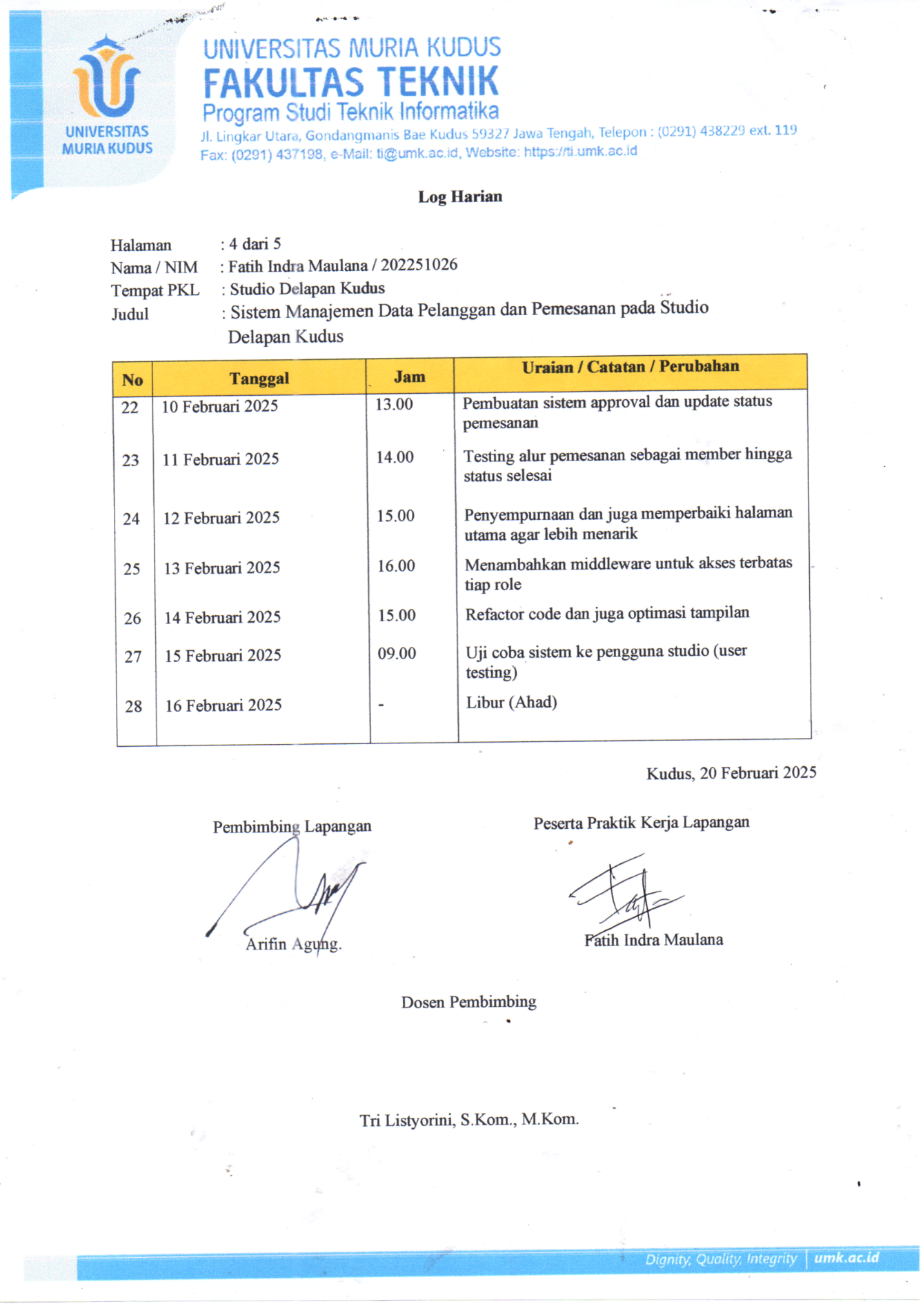 UNIVERSITAS MURIA KUDUS
FAKULTAS TEKNIK
Program Studi Teknik Informatika
Jl. Lingkar Utara, Gondangmanis Bae Kudus 59327 Jawa Tengah, Telepon : (0291) 438229 ext. 119
Fax: (0291) 437198, e-Mail: ti@umk.ac.id, Website: https://ti.umk.ac.id
UNIVERSITAS
MURIA KUDUS
Log Harian
Halaman : 4 dari 5
Nama / NIM : Fatih Indra Maulana / 202251026
Tempat PKL : Studio Delapan Kudus
Judul : Sistem Manajemen Data Pelanggan dan Pemesanan pada Studio
Delapan Kudus
No Tanggal Jam Uraian / Catatan / Perubahan
22 10 Februari 2025 13.00 Pembuatan sistem approval dan update status
pemesanan
23 11 Februari 2025 14.00 Testing alur pemesanan sebagai member hingga
status selesai
24 12 Februari 2025 15.00 Penyempurnaan dan juga memperbaiki halaman
utama agar lebih menarik
25 13 Februari 2025 16.00 Menambahkan middleware untuk akses terbatas
tiap role
26 14 Februari 2025 15.00 Refactor code dan juga optimasi tampilan
27 15 Februari 2025 09.00 Uji coba sistem ke pengguna studio (user
testing)
28 16 Februari 2025 - Libur (Ahad)
Kudus, 20 Februari 2025
Pembimbing Lapangan Peserta Praktik Kerja Lapangan
Arifin Agung. Fatih Indra Maulana
Dosen Pembimbing
Tri Listyorini, S.Kom., M.Kom.
Dignity, Quality, Integrity | umk.ac.id